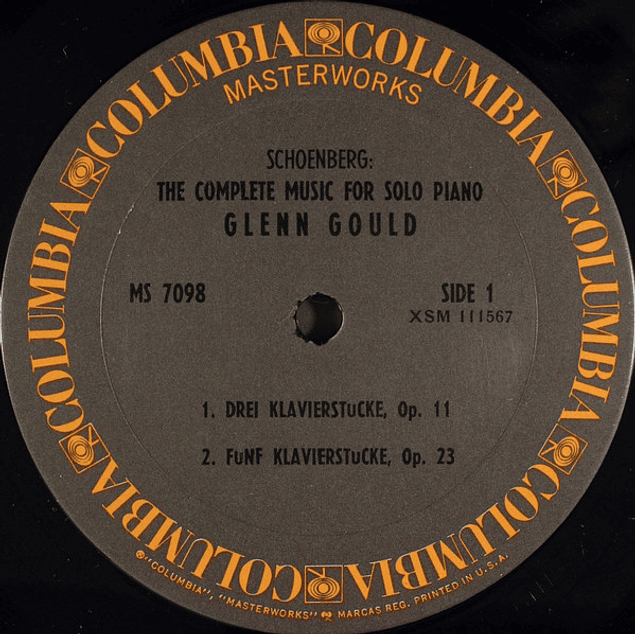 COLUMBIA COLUMBIA COLUMBIA COLUMBIA COLUMBIA COLUMBIA
MASTERWORKS
SCHOENBERG:
THE COMPLETE MUSIC FOR SOLO PIANO
GLENN GOULD
MS 7098
SIDE 1
XSM 111567
1. DREI KLAVIERSTuCKE, Op. 11
2. FuNF KLAVIERSTuCKE, Op. 23
"COLUMBIA", "MASTERWORKS" MARCAS REG. PRINTED IN U.S.A.